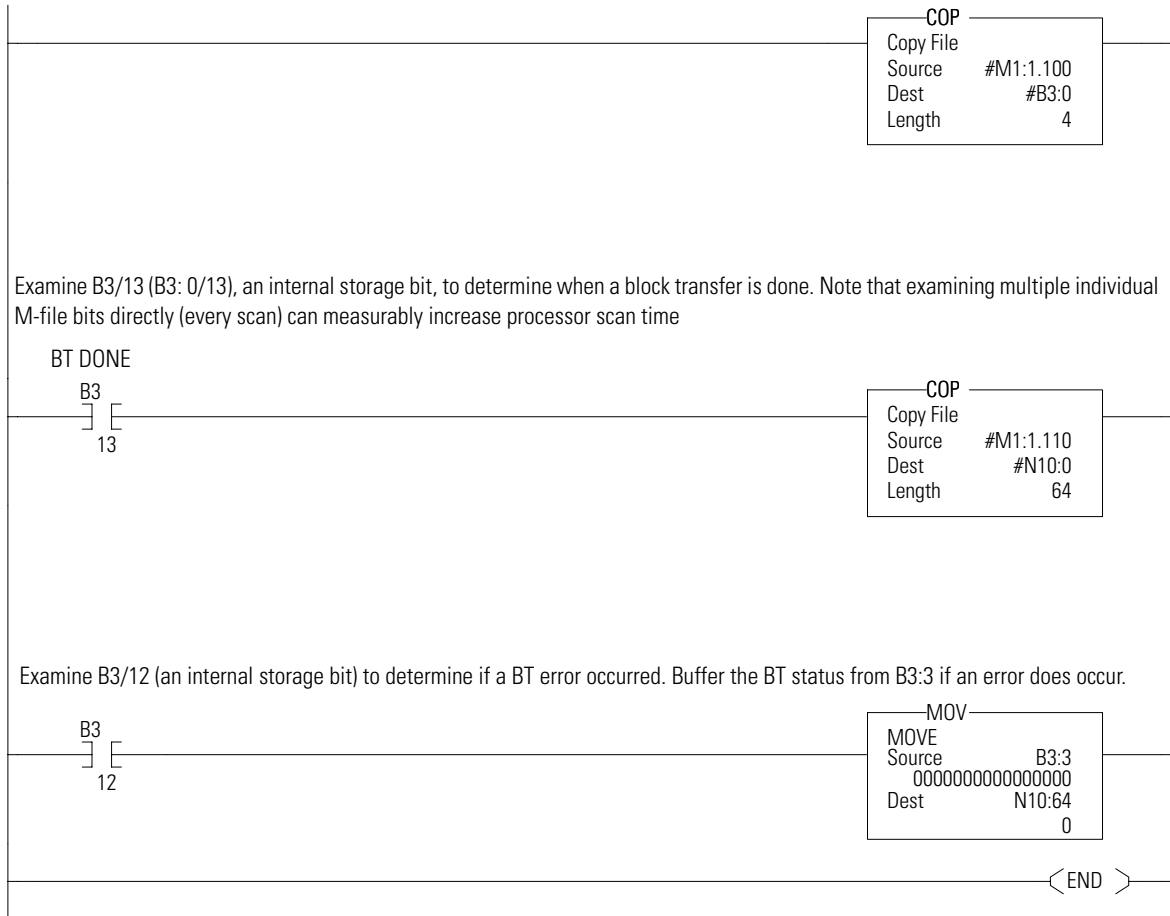 COP
Copy File
Source #M1:1.100
Dest #B3:0
Length 4
Examine B3/13 (B3: 0/13), an internal storage bit, to determine when a block transfer is done. Note that examining multiple individual
M-file bits directly (every scan) can measurably increase processor scan time
BT DONE
B3
13
COP
Copy File
Source #M1:1.110
Dest #N10:0
Length 64
Examine B3/12 (an internal storage bit) to determine if a BT error occurred. Buffer the BT status from B3:3 if an error does occur.
B3
12
MOV
MOVE
Source B3:3
0000000000000000
Dest N10:64
0
END